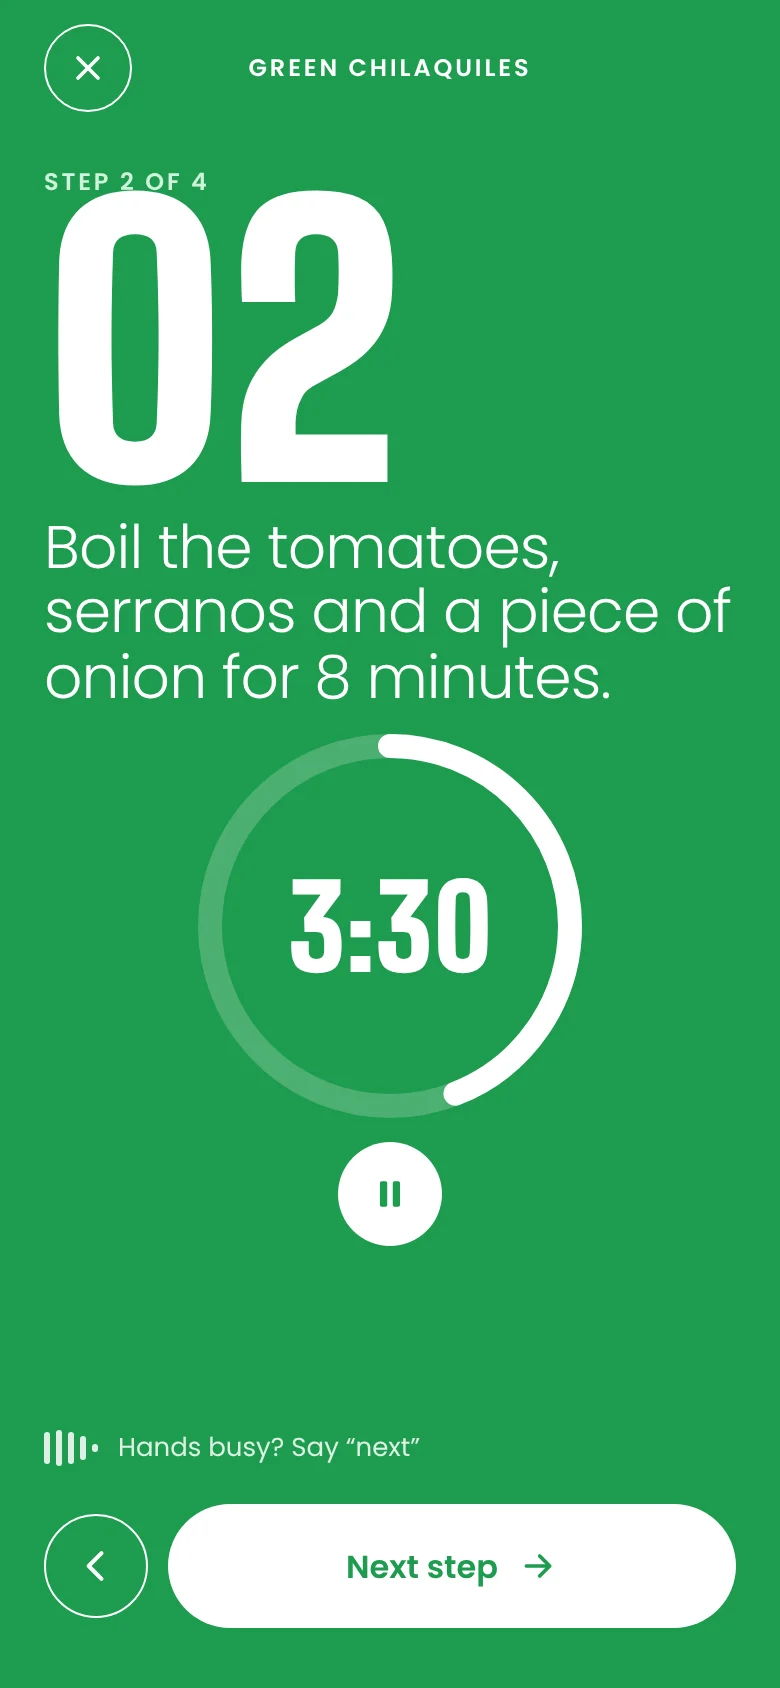 GREEN CHILAQUILES
STEP 2 OF 4
02
Boil the tomatoes,
serranos and a piece of
onion for 8 minutes.
3:30
Hands busy? Say “next”
Next step